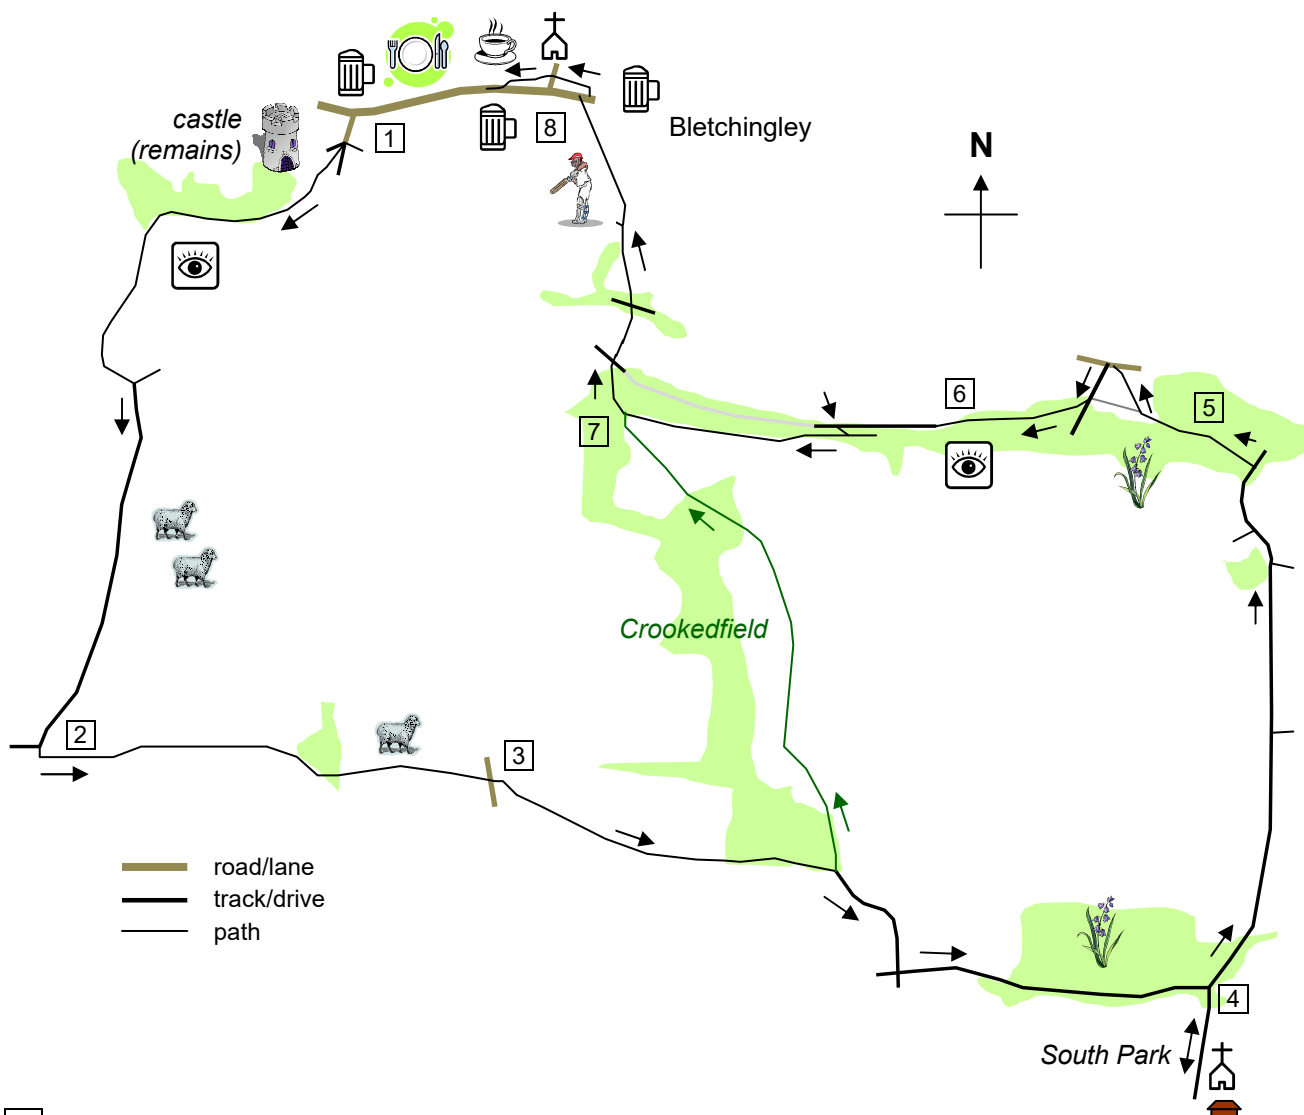 castle
(remains)
1
8
Bletchingley
N
6
5
7
Crookedfield
2
3
road/lane
track/drive
path
4
South Park